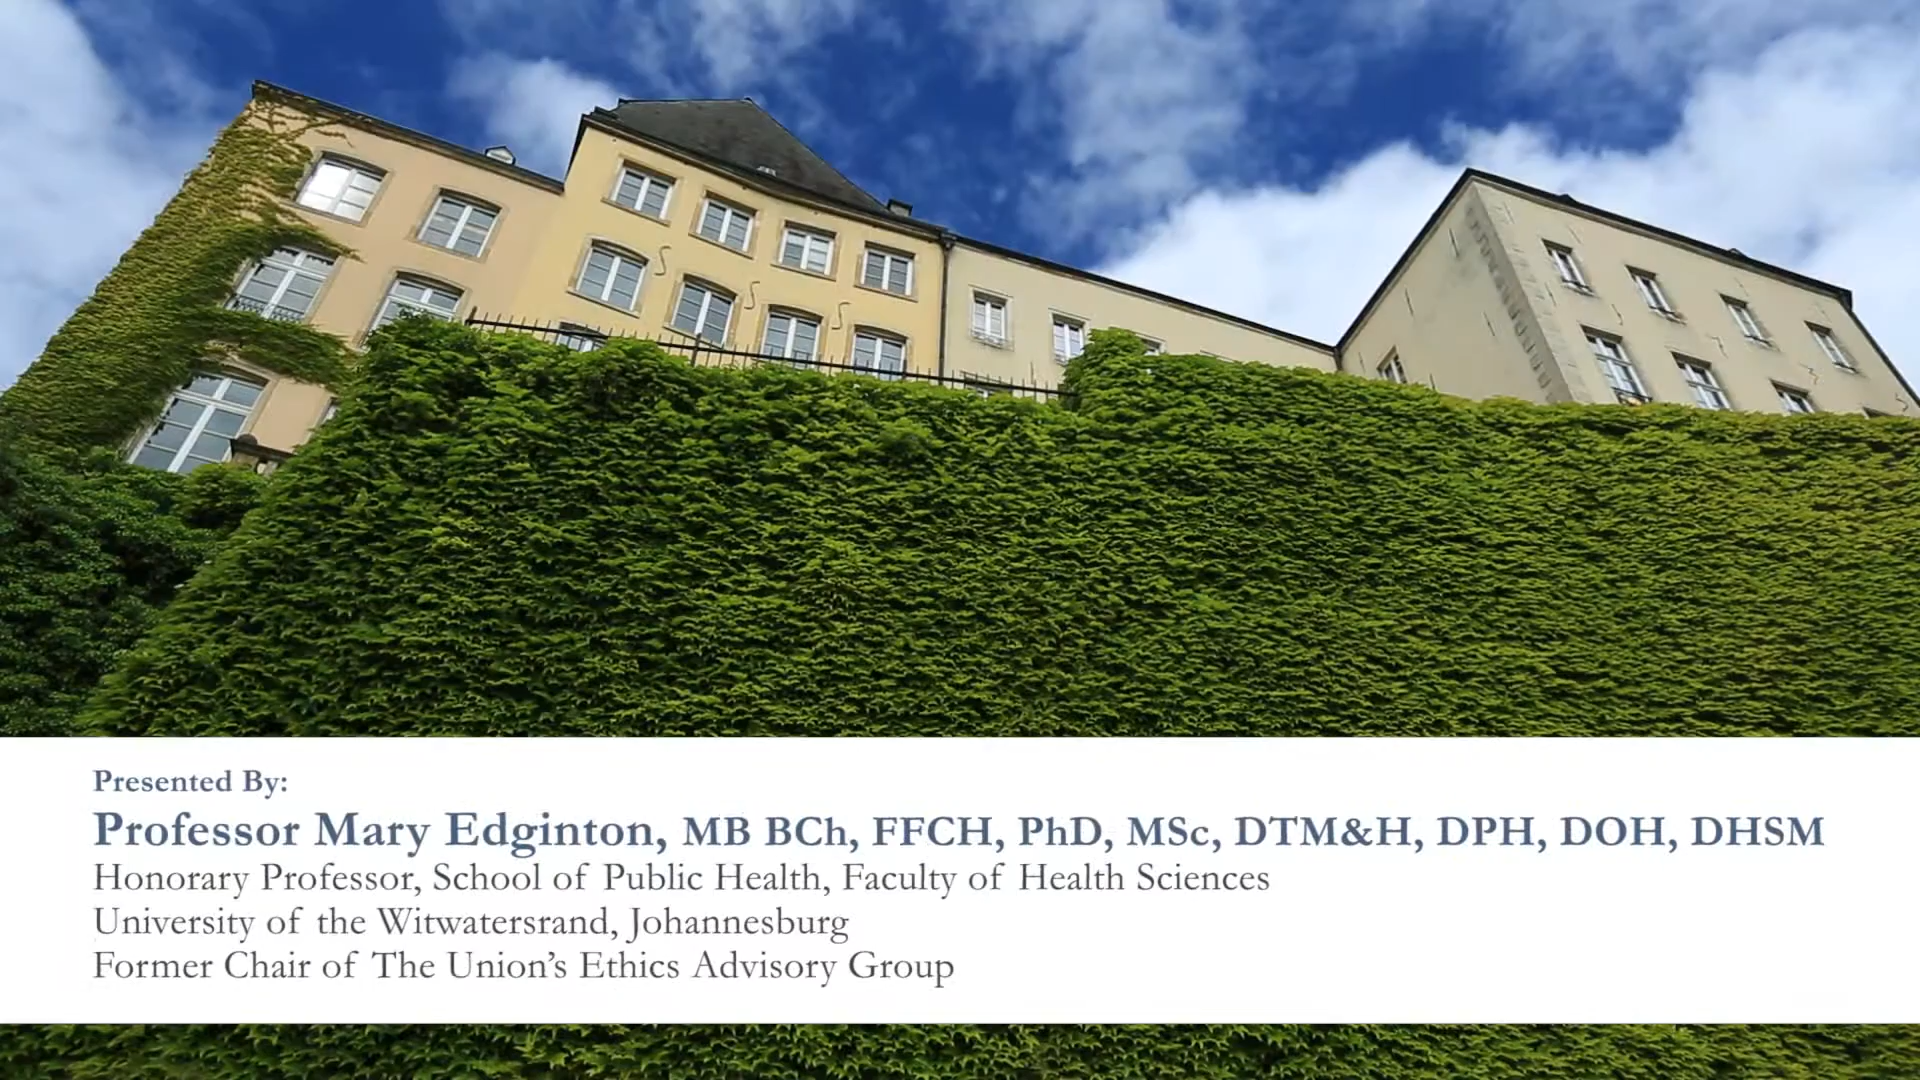 Presented By:
Professor Mary Edginton, MB BCh, FFCH, PhD, MSc, DTM&H, DPH, DOH, DHSM
Honorary Professor, School of Public Health, Faculty of Health Sciences
University of the Witwatersrand, Johannesburg
Former Chair of The Union’s Ethics Advisory Group